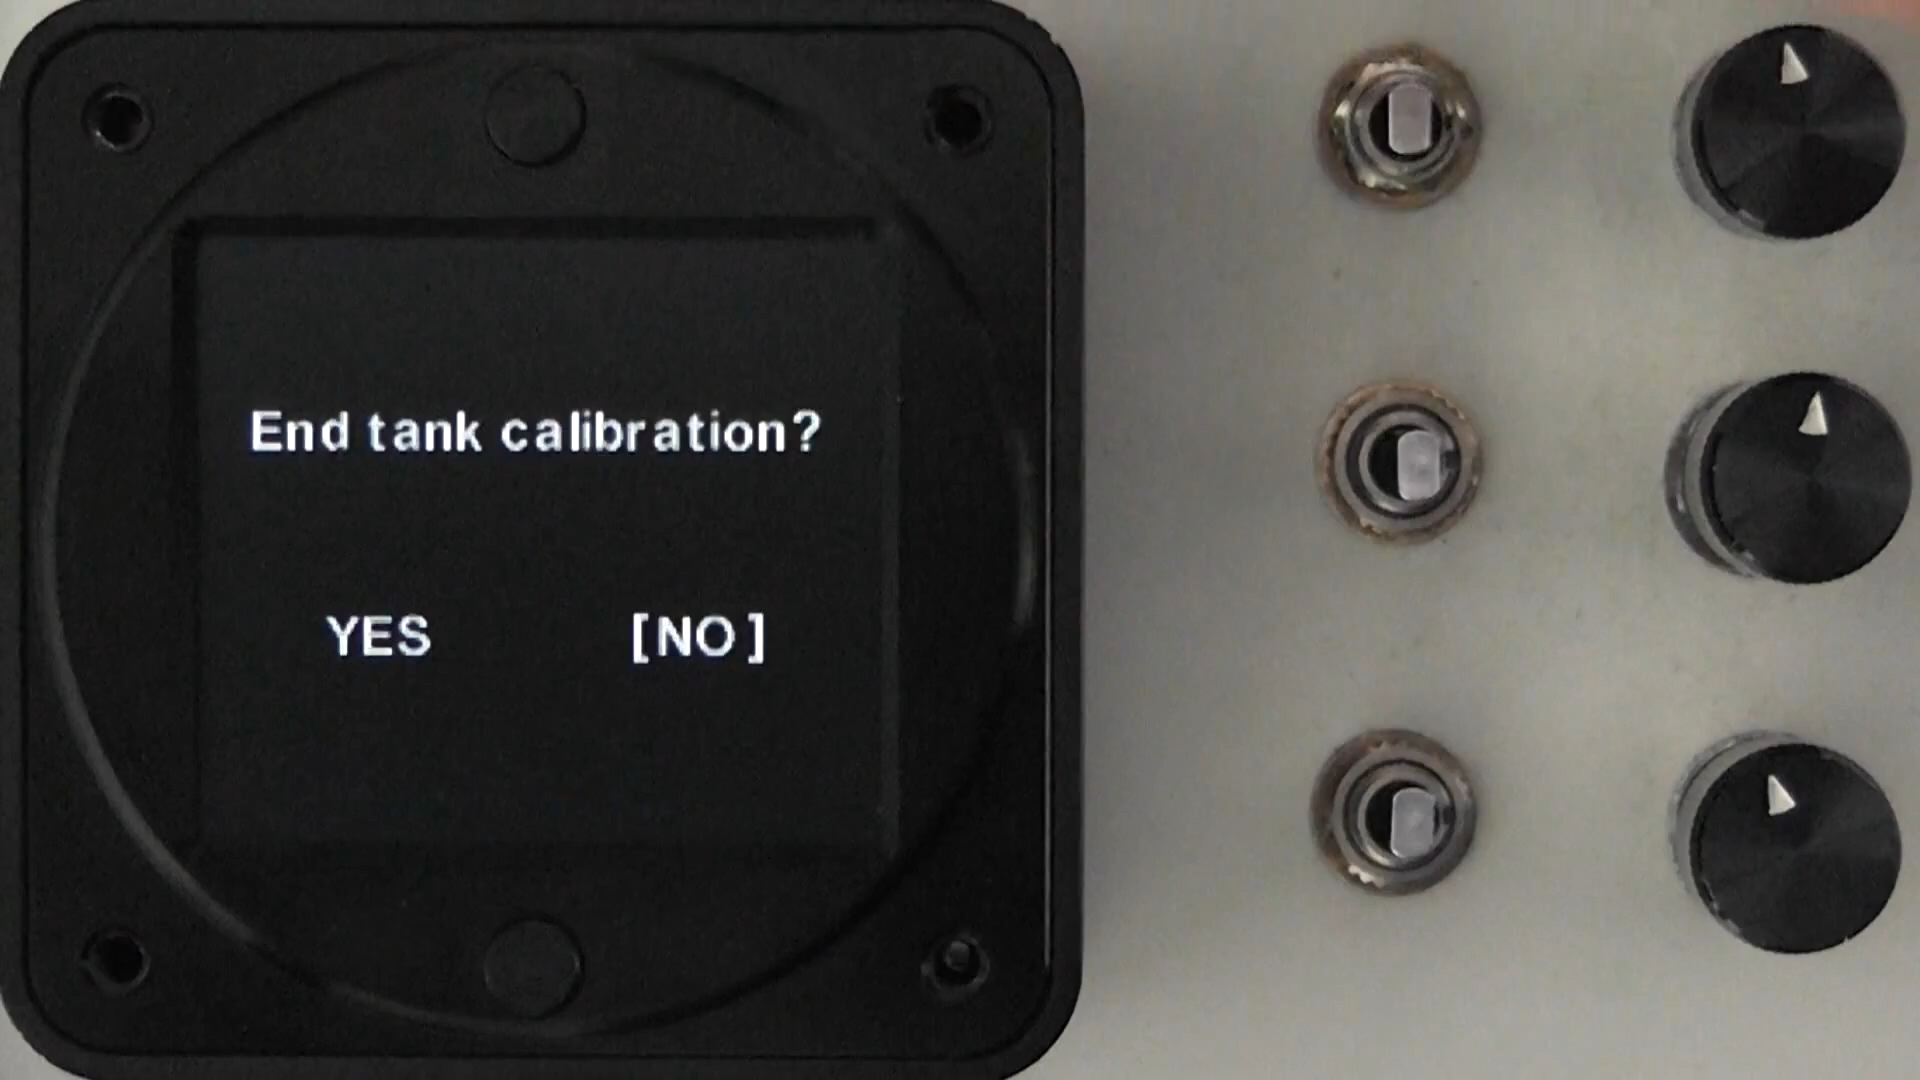 End tank calibration?
YES [NO]